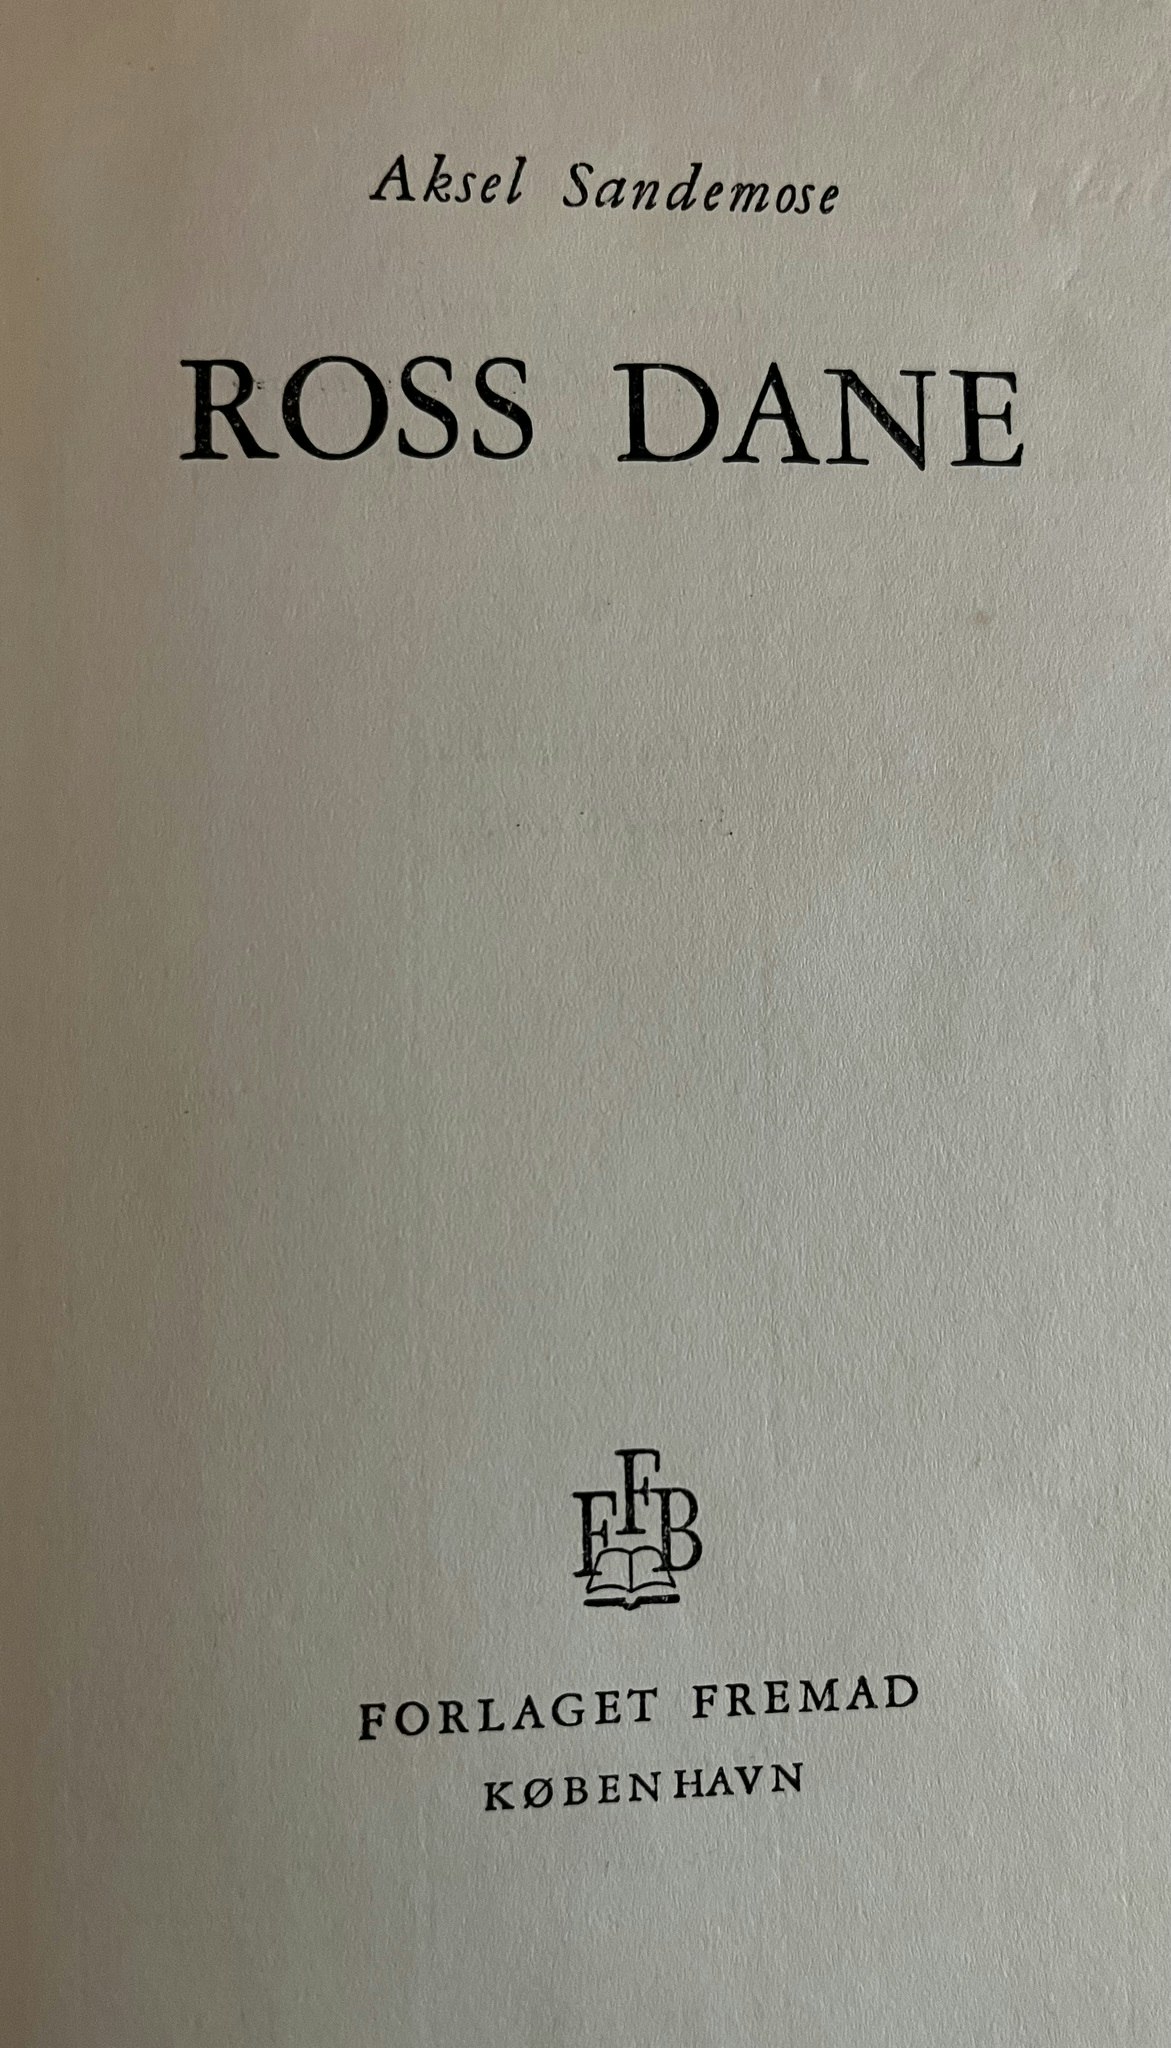 Aksel Sandemose
ROSS DANE
FFB
FORLAGET FREMAD
KØBENHAVN